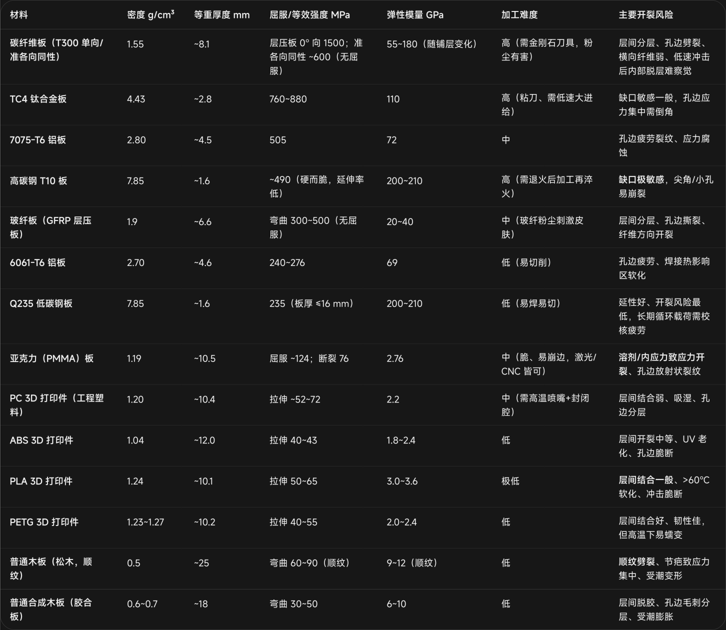 材料 密度 g/cm³ 等重厚度 mm 屈服/等效强度 MPa 弹性模量 GPa 加工难度 主要开裂风险
碳纤维板（T300 单向/ 1.55 ~8.1 层压板 0° 向 1500；准 55-180（随铺层变化） 高（需金刚石刀具，粉 层间分层、孔边劈裂、
准各向同性） 各向同性 ~600（无屈 尘有害） 横向纤维弱、低速冲击
服） 后内部脱层难察觉
TC4 钛合金板 4.43 ~2.8 760-880 110 高（粘刀、需低速大进 缺口敏感一般，孔边应
给） 力集中需倒角
7075-T6 铝板 2.80 ~4.5 505 72 中 孔边疲劳裂纹、应力腐
蚀
高碳钢 T10 板 7.85 ~1.6 ~490（硬而脆，延伸率 200-210 高（需退火后加工再淬 缺口极敏感，尖角/小孔
低） 火） 易崩裂
玻纤板（GFRP 层压 1.9 ~6.6 弯曲 300-500（无屈 20-40 中（玻纤粉尘刺激皮 层间分层、孔边撕裂、
板） 服） 肤） 纤维方向开裂
6061-T6 铝板 2.70 ~4.6 240-276 69 低（易切削） 孔边疲劳、焊接热影响
区软化
Q235 低碳钢板 7.85 ~1.6 235（板厚 ≤16 mm） 200-210 低（易焊易切） 延性好、开裂风险最
低，长期循环载荷需校
核疲劳
亚克力（PMMA）板 1.19 ~10.5 屈服 ~124；断裂 76 2.76 中（脆、易崩边，激光/ 溶剂/内应力致应力开
CNC 皆可） 裂、孔边放射状裂纹
PC 3D 打印件（工程塑 1.20 ~10.4 拉伸 ~52-72 2.2 中（需高温喷嘴+封闭 层间结合弱、吸湿、孔
料） 腔） 边分层
ABS 3D 打印件 1.04 ~12.0 拉伸 40-43 1.8-2.4 低 层间开裂中等、UV 老
化、孔边脆断
PLA 3D 打印件 1.24 ~10.1 拉伸 50-65 3.0-3.6 极低 层间结合一般、>60℃
软化、冲击脆断
PETG 3D 打印件 1.23-1.27 ~10.2 拉伸 40-55 2.0-2.4 低 层间结合好、韧性佳，
但高温下易蠕变
普通木板（松木，顺 0.5 ~25 弯曲 60-90（顺纹） 9-12（顺纹） 低 顺纹劈裂、节疤致应力
纹） 集中、受潮变形
普通合成木板（胶合 0.6-0.7 ~18 弯曲 30-50 6-10 低 层间脱胶、孔边毛刺分
板） 层、受潮膨胀